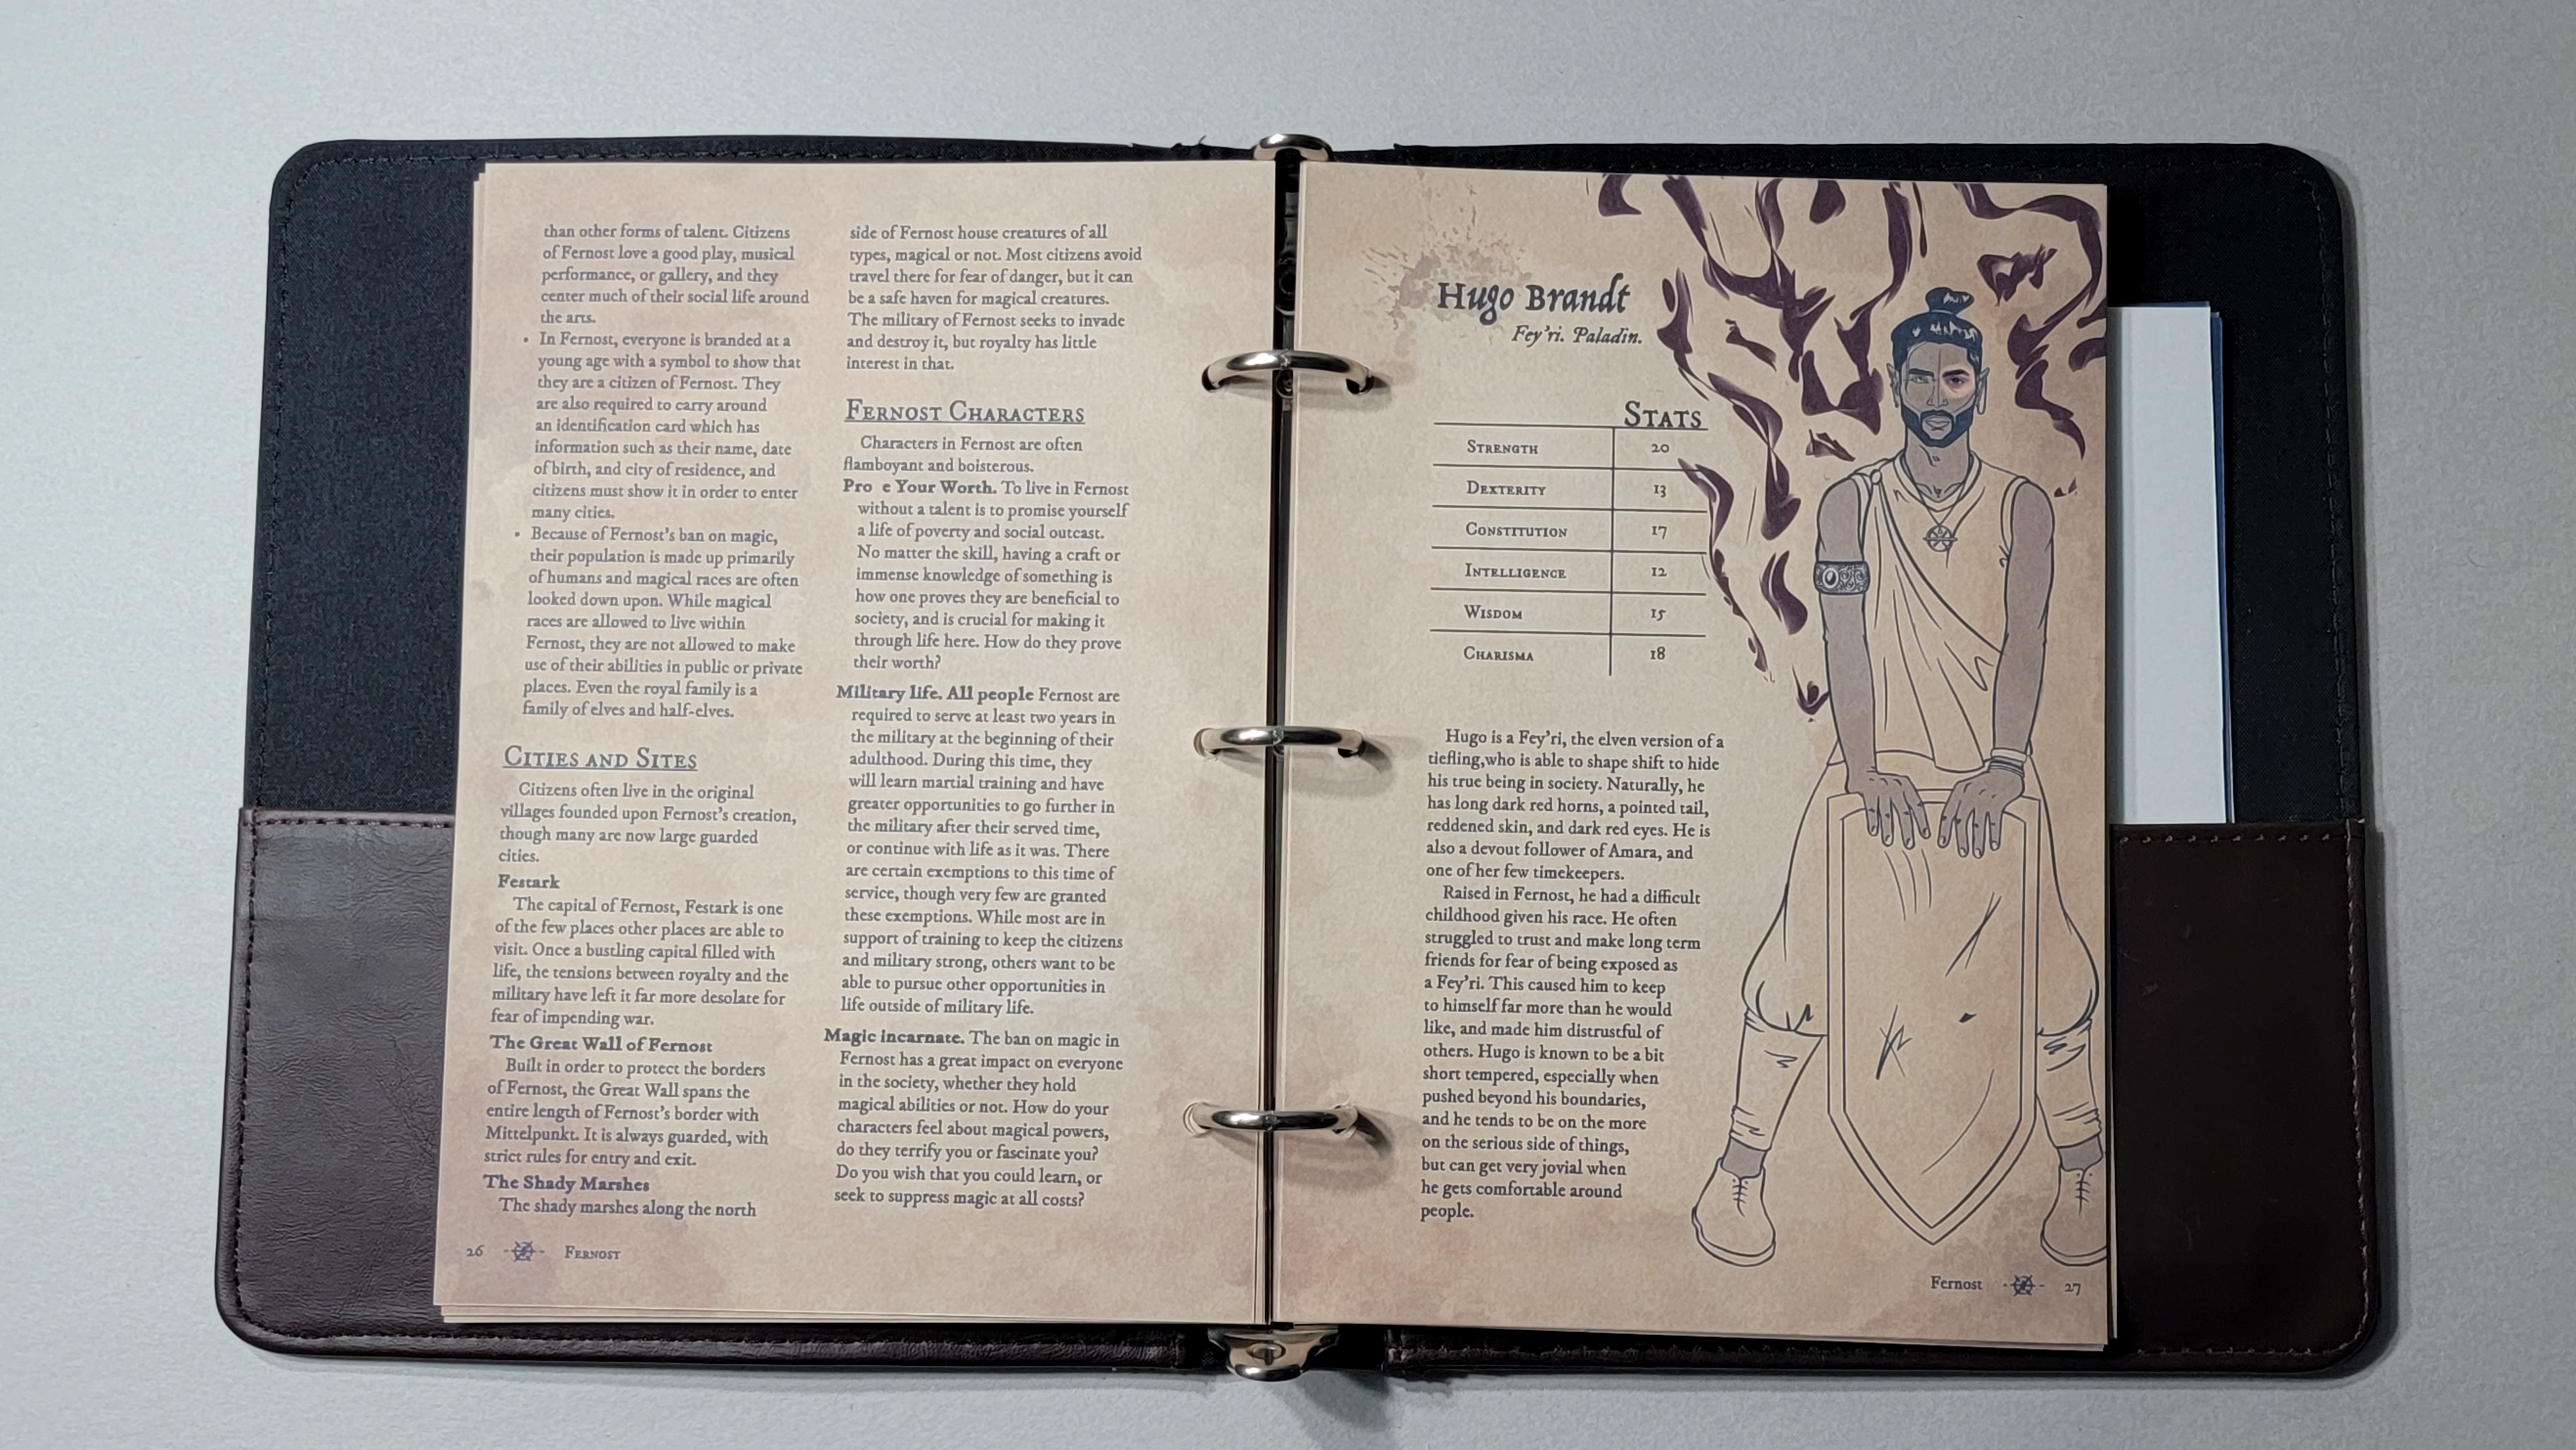 than other forms of talent. Citizens
of Fernost love a good play, musical
performance, or gallery, and they
center much of their social life around
the arts.
• In Fernost, everyone is branded at a
young age with a symbol to show that
they are a citizen of Fernost. They
are also required to carry around
an identification card which has
information such as their name, date
of birth, and city of residence, and
citizens must show it in order to enter
many cities.
• Because of Fernost's ban on magic,
their population is made up primarily
of humans and magical races are often
looked down upon. While magical
races are allowed to live within
Fernost, they are not allowed to make
use of their abilities in public or private
places. Even the royal family is a
family of elves and half-elves.
Cities and Sites
Citizens often live in the original
villages founded upon Fernost's creation,
though many are now large guarded
cities.
Festark
The capital of Fernost, Festark is one
of the few places other places are able to
visit. Once a bustling capital filled with
life, the tensions between royalty and the
military have left it far more desolate for
fear of impending war.
The Great Wall of Fernost
Built in order to protect the borders
of Fernost, the Great Wall spans the
entire length of Fernost's border with
Mittelpunkt. It is always guarded, with
strict rules for entry and exit.
The Shady Marshes
The shady marshes along the north
side of Fernost house creatures of all
types, magical or not. Most citizens avoid
travel there for fear of danger, but it can
be a safe haven for magical creatures.
The military of Fernost seeks to invade
and destroy it, but royalty has little
interest in that.
Fernost Characters
Characters in Fernost are often
flamboyant and boisterous.
Pro e Your Worth. To live in Fernost
without a talent is to promise yourself
a life of poverty and social outcast.
No matter the skill, having a craft or
immense knowledge of something is
how one proves they are beneficial to
society, and is crucial for making it
through life here. How do they prove
their worth?
Military life. All people Fernost are
required to serve at least two years in
the military at the beginning of their
adulthood. During this time, they
will learn martial training and have
greater opportunities to go further in
the military after their served time,
or continue with life as it was. There
are certain exemptions to this time of
service, though very few are granted
these exemptions. While most are in
support of training to keep the citizens
and military strong, others want to be
able to pursue other opportunities in
life outside of military life.
Magic incarnate. The ban on magic in
Fernost has a great impact on everyone
in the society, whether they hold
magical abilities or not. How do your
characters feel about magical powers,
do they terrify you or fascinate you?
Do you wish that you could learn, or
seek to suppress magic at all costs?
26 Fernott
Hugo Brandt
Fey'ri. Paladin.
Stats
Strength 20
Dexterity 13
Constitution 17
Intelligence 12
Wisdom 15
Charisma 18
Hugo is a Fey'ri, the elven version of a
tiefling,who is able to shape shift to hide
his true being in society. Naturally, he
has long dark red horns, a pointed tail,
reddened skin, and dark red eyes. He is
also a devout follower of Amara, and
one of her few timekeepers.
Raised in Fernost, he had a difficult
childhood given his race. He often
struggled to trust and make long term
friends for fear of being exposed as
a Fey'ri. This caused him to keep
to himself far more than he would
like, and made him distrustful of
others. Hugo is known to be a bit
short tempered, especially when
pushed beyond his boundaries,
and he tends to be on the more
on the serious side of things,
but can get very jovial when
he gets comfortable around
people.
Fernost 27